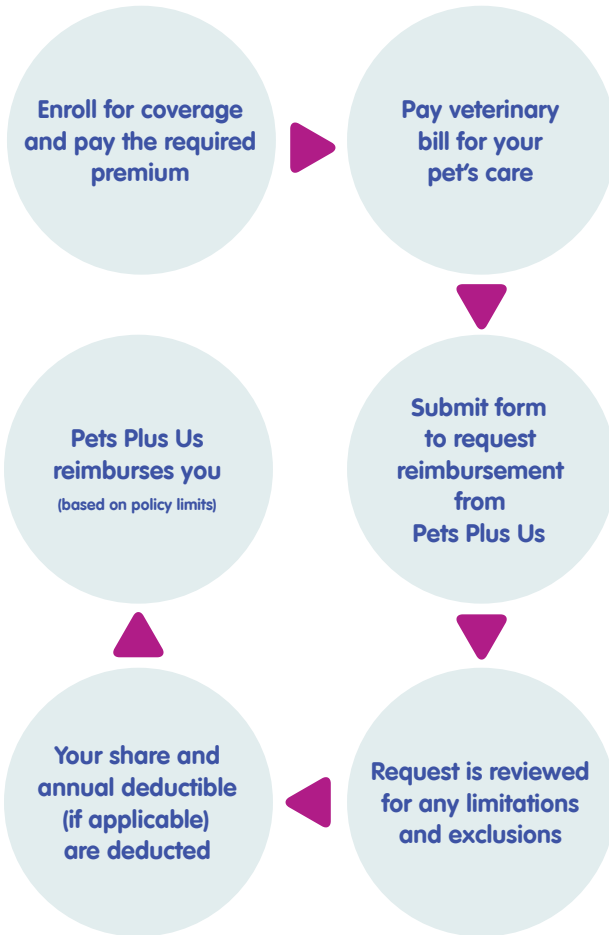 Enroll for coverage
and pay the required
premium
Pay veterinary
bill for your
pet's care
Submit form
to request
reimbursement
from
Pets Plus Us
Request is reviewed
for any limitations
and exclusions
Your share and
annual deductible
(if applicable)
are deducted
Pets Plus Us
reimburses you
(based on policy limits)